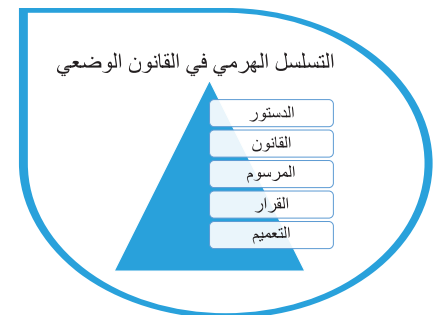 التسلسل الهرمي في القانون الوضعي
الدستور
القانون
المرسوم
القرار
التعميم